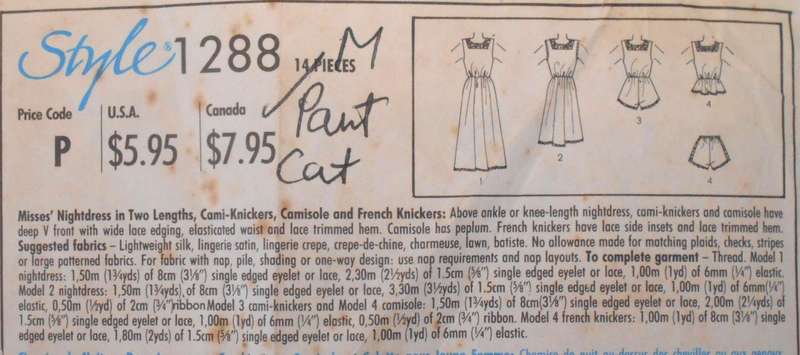 Style® 1288 14 PIECES
M
Pant
Cat
Price Code U.S.A. Canada
P $5.95 $7.95
1 2 3 4
4
Misses' Nightdress in Two Lengths, Cami-Knickers, Camisole and French Knickers: Above ankle or knee-length nightdress, cami-knickers and camisole have
deep V front with wide lace edging, elasticated waist and lace trimmed hem. Camisole has peplum. French knickers have lace side insets and lace trimmed hem.
Suggested fabrics – Lightweight silk, lingerie satin, lingerie crepe, crepe-de-chine, charmeuse, lawn, batiste. No allowance made for matching plaids, checks, stripes
or large patterned fabrics. For fabric with nap, pile, shading or one-way design: use nap requirements and nap layouts. To complete garment – Thread. Model 1
nightdress: 1,50m (1¾yds) of 8cm (3⅛") single edged eyelet or lace, 2,30m (2½yds) of 1.5cm (⅝") single edged eyelet or lace, 1,00m (1yd) of 6mm (¼") elastic.
Model 2 nightdress: 1,50m (1¾yds) of 8cm (3⅛") single edged eyelet or lace, 3,30m (3½yds) of 1.5cm (⅝") single edged eyelet or lace, 1,00m (1yd) of 6mm(¼")
elastic, 0,50m (½yd) of 2cm (¾")ribbon Model 3 cami-knickers and Model 4 camisole: 1,50m (1¾yds) of 8cm(3⅛") single edged eyelet or lace, 2,00m (2¼yds) of
1.5cm (⅝") single edged eyelet or lace, 1,00m (1yd) of 6mm (¼") elastic, 0,50m (½yd) of 2cm (¾") ribbon. Model 4 french knickers: 1,00m (1yd) of 8cm (3⅛") single
edged eyelet or lace, 1,80m (2yds) of 1.5cm (⅝") single edged eyelet or lace, 1,00m (1yd) of 6mm (¼") elastic.